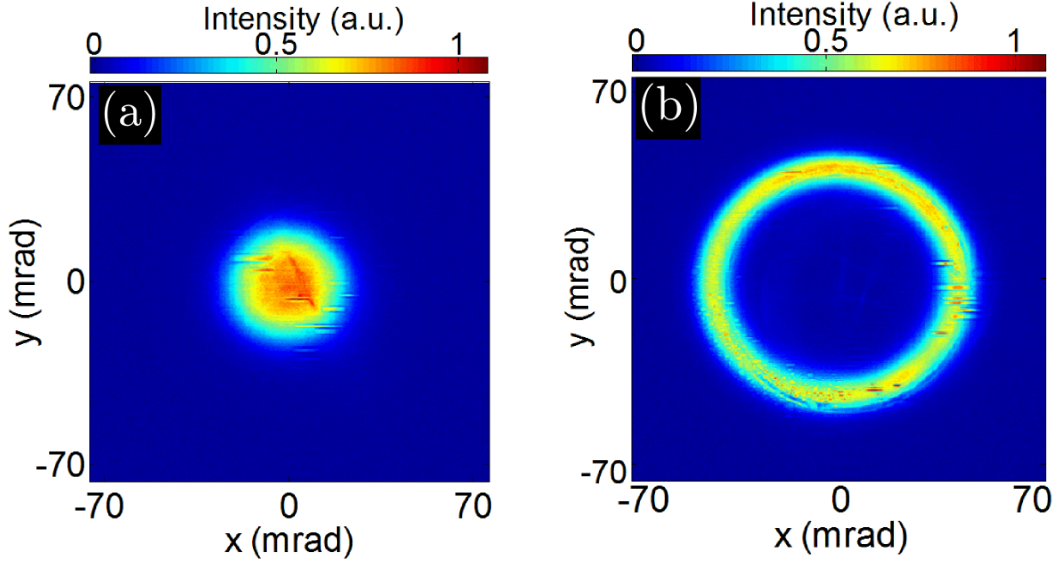 Intensity (a.u.)
0 0.5 1
(a)
70
0
-70
y (mrad)
-70 0 70
x (mrad)
Intensity (a.u.)
0 0.5 1
(b)
70
0
-70
y (mrad)
-70 0 70
x (mrad)